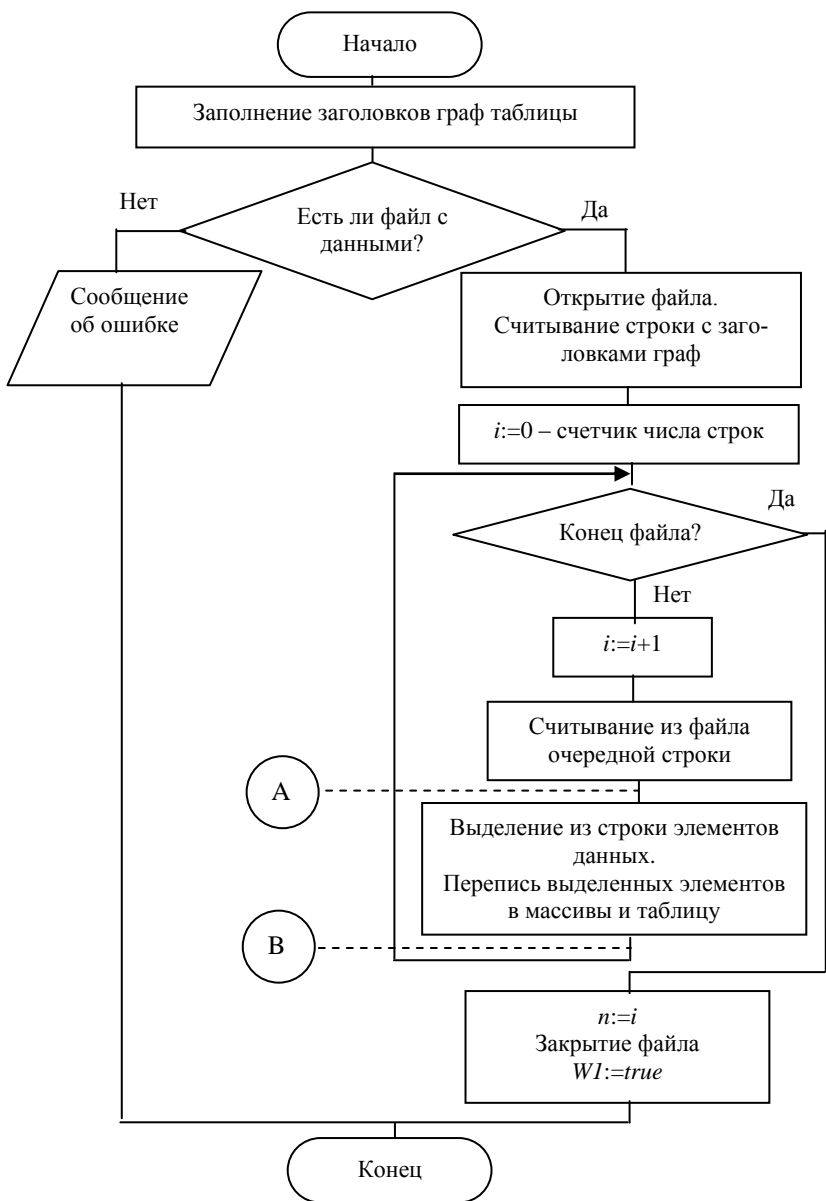 Начало
Заполнение заголовков граф таблицы
Нет
Есть ли файл с
данными?
Да
Сообщение
об ошибке
Открытие файла.
Считывание строки с заго-
ловками граф
i:=0 – счетчик числа строк
Да
Конец файла?
Нет
i:=i+1
Считывание из файла
очередной строки
А
Выделение из строки элементов
данных.
Перепись выделенных элементов
в массивы и таблицу
В
n:=i
Закрытие файла
W1:=true
Конец